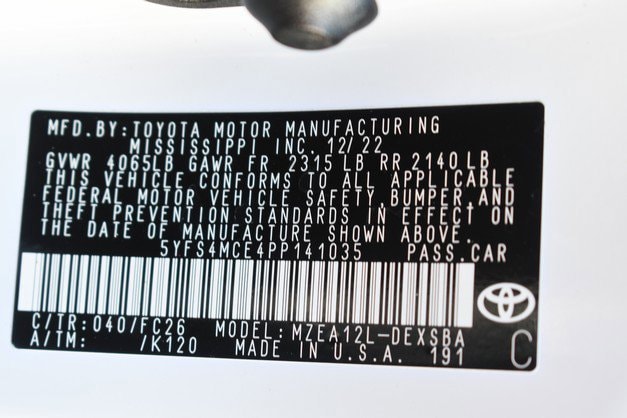 MFD.BY:TOYOTA MOTOR MANUFACTURING
MISSISSIPPI INC. 12/22
GVWR 4065LB GAWR FR 2315LB RR 2140LB
THIS VEHICLE CONFORMS TO ALL APPLICABLE
FEDERAL MOTOR VEHICLE SAFETY,BUMPER,AND
THEFT PREVENTION STANDARDS IN EFFECT ON
THE DATE OF MANUFACTURE SHOWN ABOVE.
5YFS4MCE4PP141035 PASS.CAR
C/TR:040/FC26 MODEL:MZEA12L-DEXSBA
A/TM: /K120 MADE IN U.S.A. 191
C